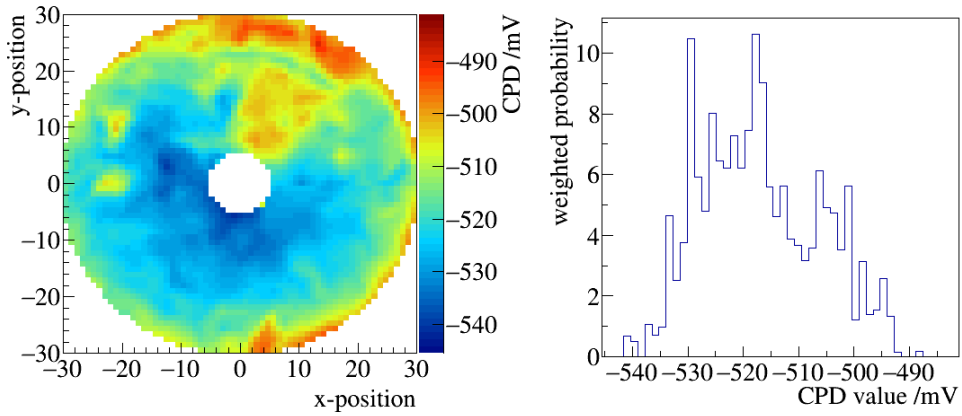 y-position
30
20
10
0
−10
−20
−30
−30 −20 −10 0 10 20 30
x-position
CPD /mV
−490
−500
−510
−520
−530
−540
weighted probability
10
8
6
4
2
0
−540 −530 −520 −510 −500 −490
CPD value /mV